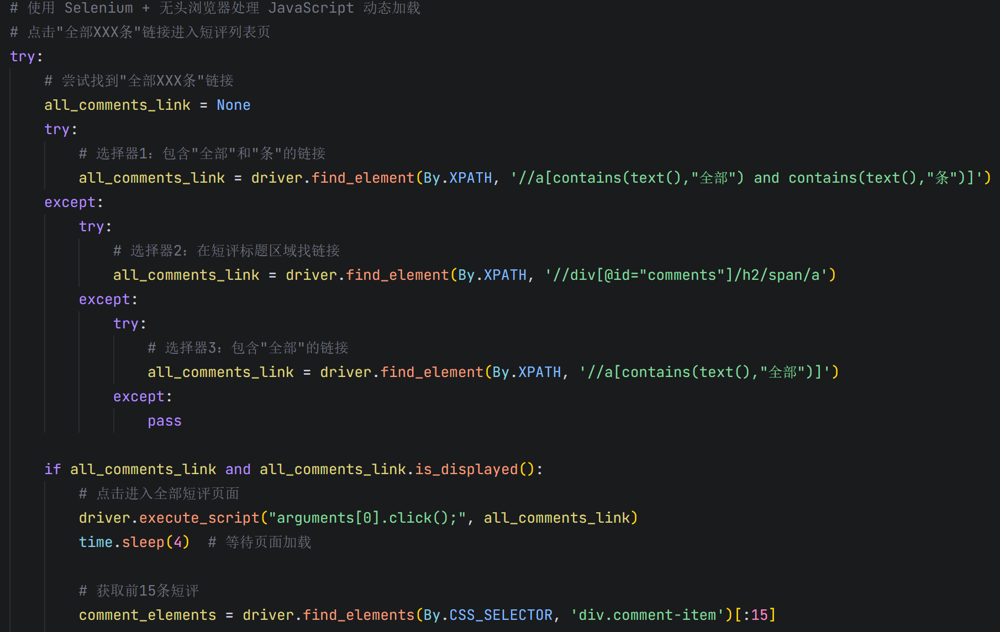 # 使用 Selenium + 无头浏览器处理 JavaScript 动态加载
# 点击"全部XXX条"链接进入短评列表页
try:
    # 尝试找到"全部XXX条"链接
    all_comments_link = None
    try:
        # 选择器1：包含"全部"和"条"的链接
        all_comments_link = driver.find_element(By.XPATH, '//a[contains(text(),"全部") and contains(text(),"条")]')
    except:
        try:
            # 选择器2：在短评标题区域找链接
            all_comments_link = driver.find_element(By.XPATH, '//div[@id="comments"]/h2/span/a')
        except:
            try:
                # 选择器3：包含"全部"的链接
                all_comments_link = driver.find_element(By.XPATH, '//a[contains(text(),"全部")]')
            except:
                pass

    if all_comments_link and all_comments_link.is_displayed():
        # 点击进入全部短评页面
        driver.execute_script("arguments[0].click();", all_comments_link)
        time.sleep(4)  # 等待页面加载

        # 获取前15条短评
        comment_elements = driver.find_elements(By.CSS_SELECTOR, 'div.comment-item')[:15]